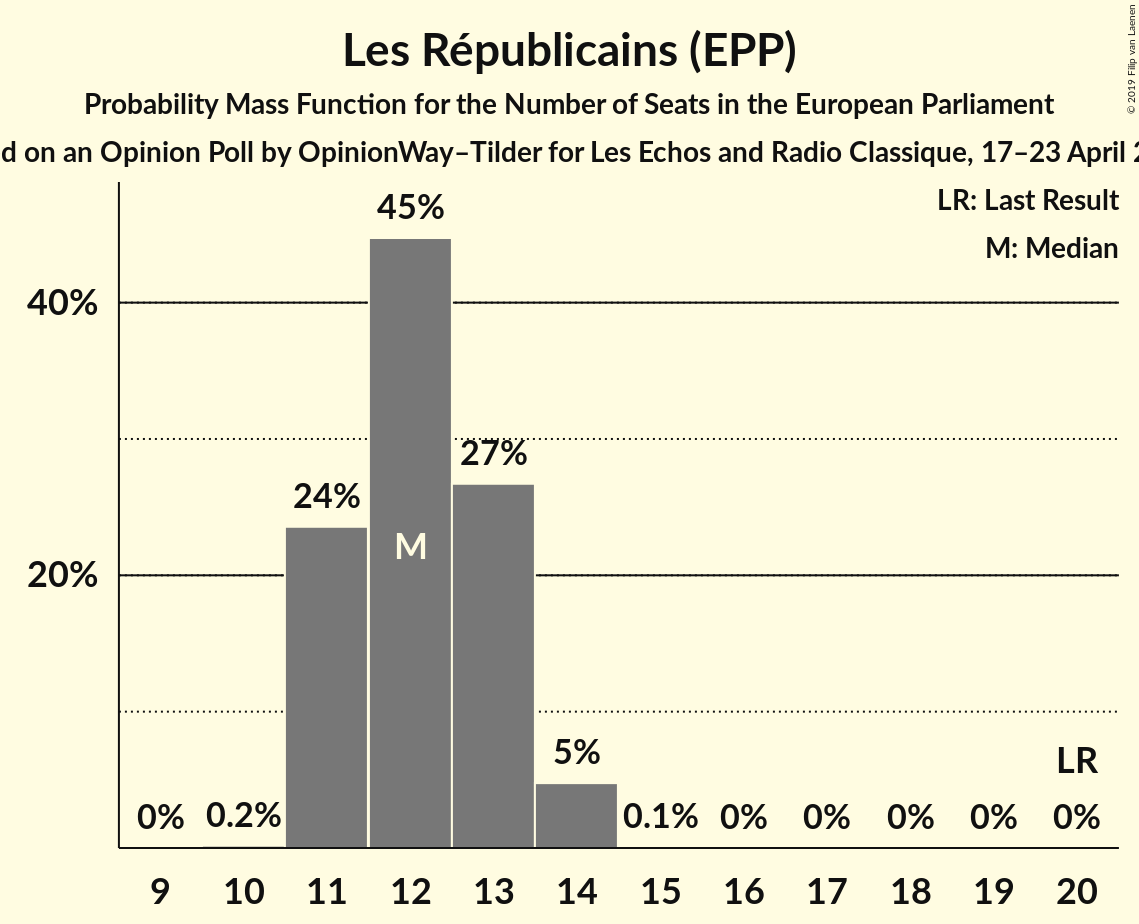 Les Républicains (EPP)
Probability Mass Function for the Number of Seats in the European Parliament
d on an Opinion Poll by OpinionWay–Tilder for Les Echos and Radio Classique, 17–23 April 2
© 2019 Filip van Laenen
LR: Last Result
M: Median
40%
20%
0% 0.2% 24% 45% 27% 5% 0.1% 0% 0% 0% 0% 0%
M
LR
9 10 11 12 13 14 15 16 17 18 19 20